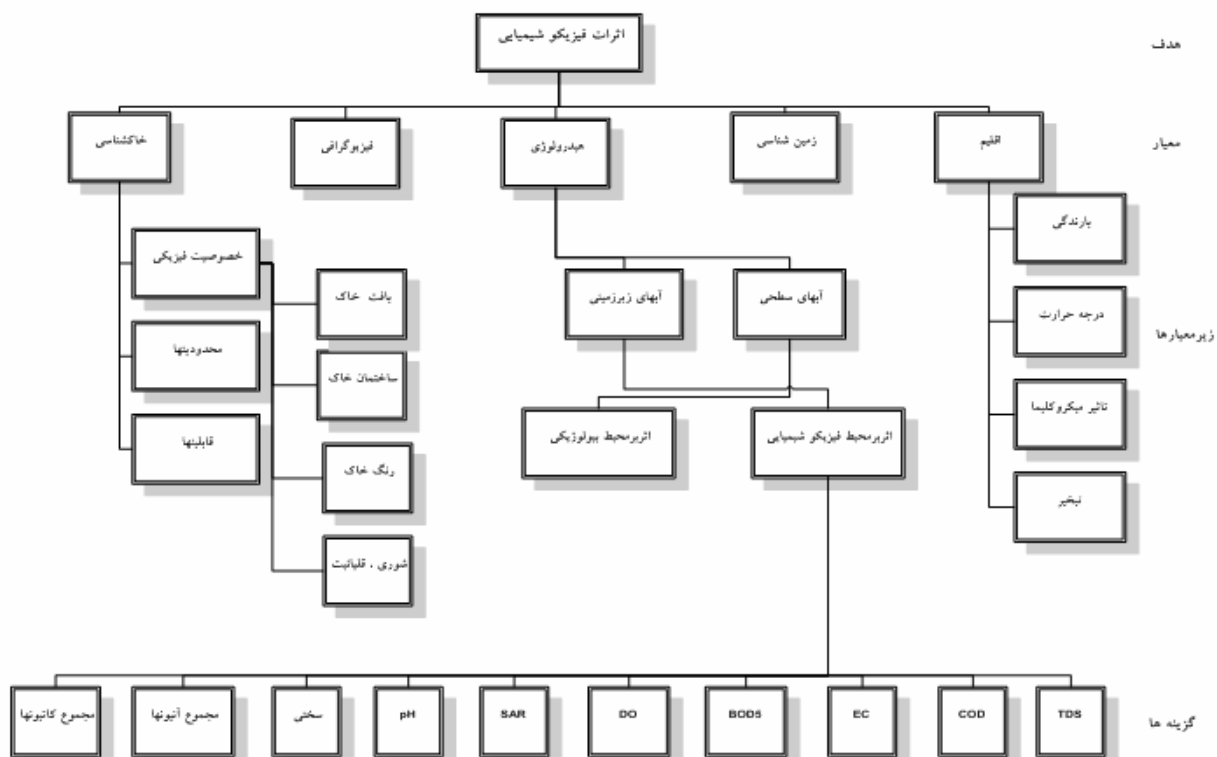 اثرات فیزیکو شیمیایی
هدف
خاکشناسی
فیزیوگرافی
هیدرولوژی
زمین شناسی
اقلیم
معیار
بارندگی
درجه حرارت
تاثیر میکروکلیما
تبخیر
زیرمعیارها
آبهای سطحی
آبهای زیرزمینی
اثربرمحیط فیزیکو شیمیایی
اثربرمحیط بیولوژیکی
خصوصیت فیزیکی
محدودیتها
قابلیتها
بافت خاک
ساختمان خاک
رنگ خاک
شوری ، قلیائیت
گزینه ها
TDS
COD
EC
BOD5
DO
SAR
pH
سختی
مجموع آنیونها
مجموع کاتیونها